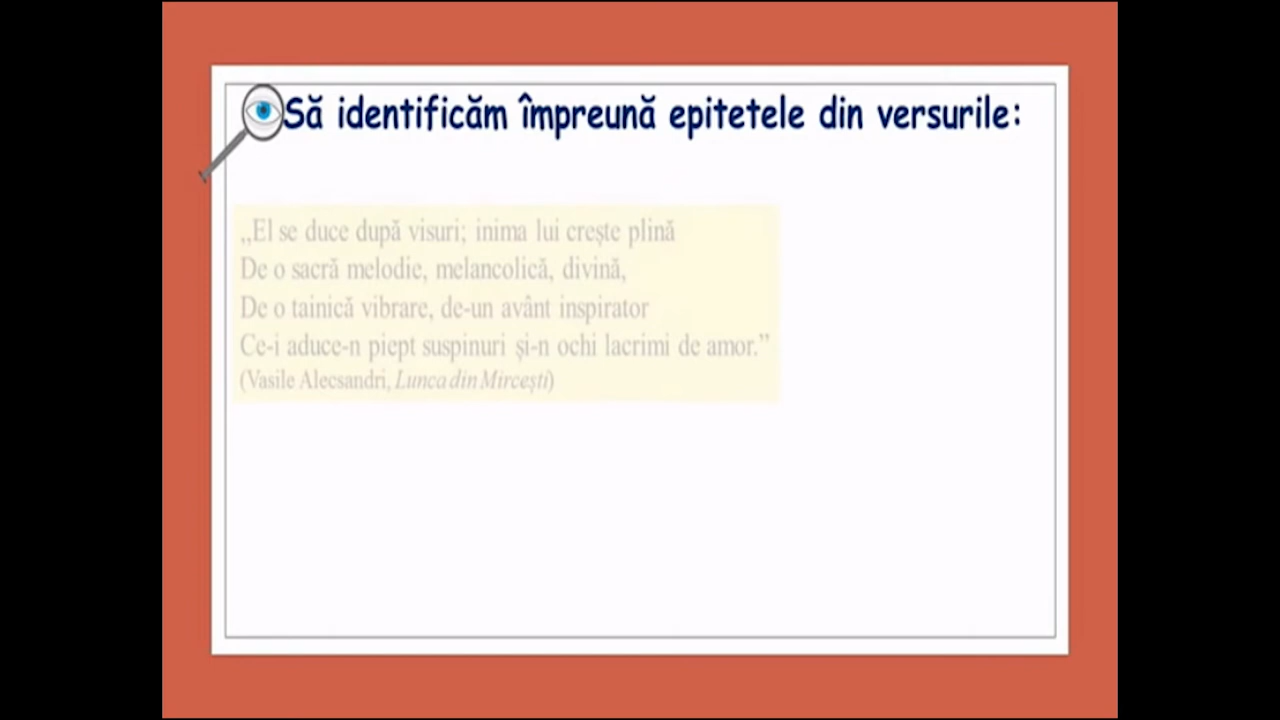 Să identificăm împreună epitetele din versurile:
„El se duce după visuri; inima lui crește plină
De o sacră melodie, melancolică, divină,
De o tainică vibrare, de-un avânt inspirator
Ce-i aduce-n piept suspinuri și-n ochi lacrimi de amor.”
(Vasile Alecsandri, Lunca din Mircești)